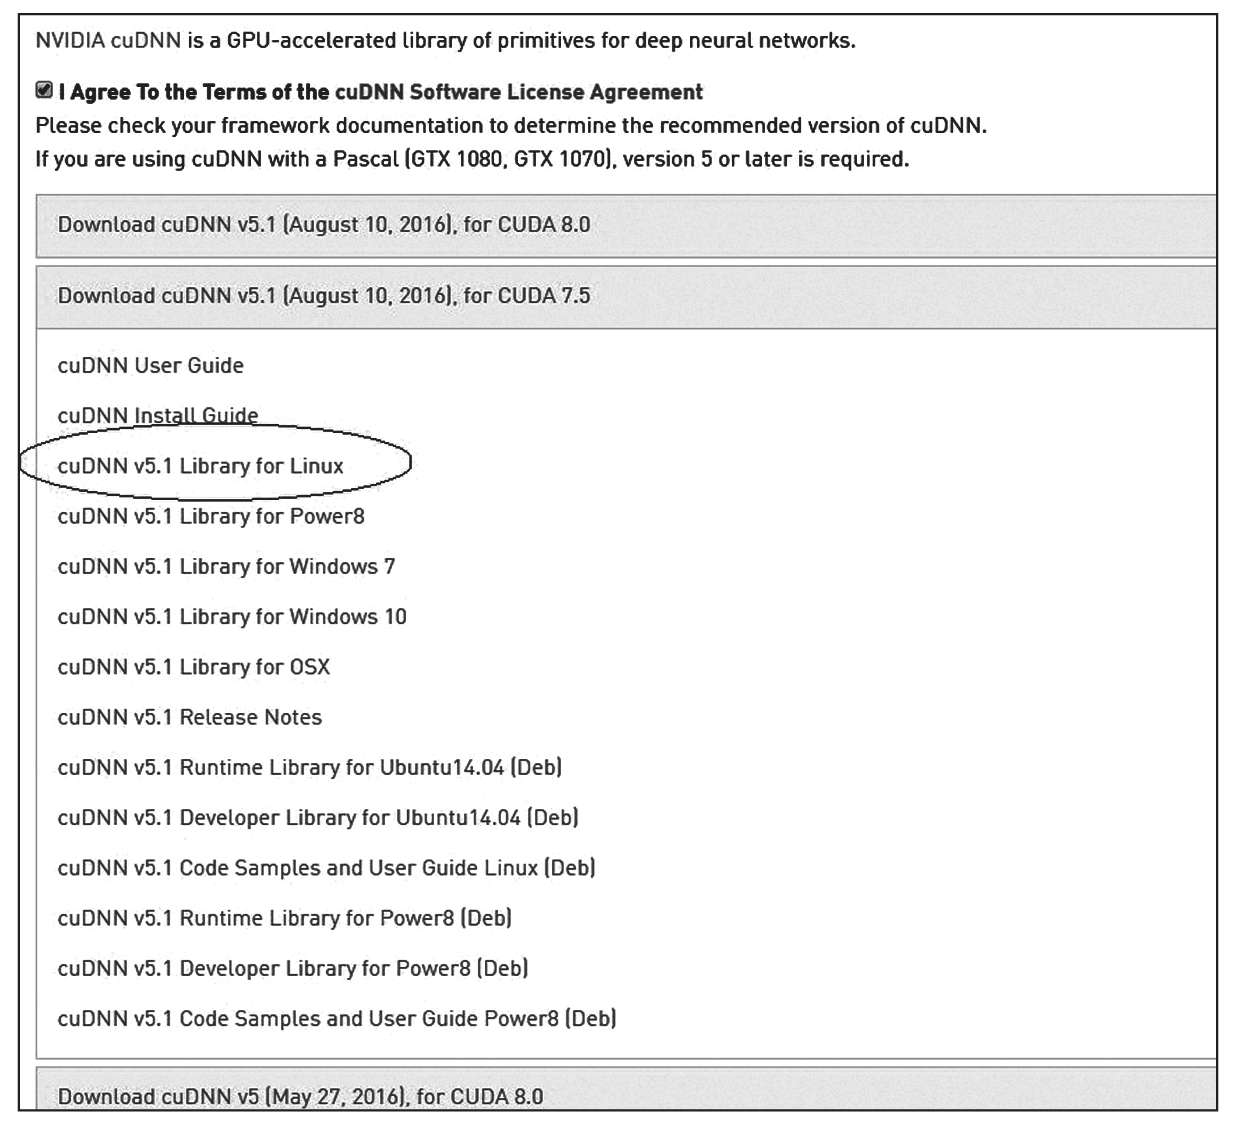 NVIDIA cuDNN is a GPU-accelerated library of primitives for deep neural networks.
I Agree To the Terms of the cuDNN Software License Agreement
Please check your framework documentation to determine the recommended version of cuDNN.
If you are using cuDNN with a Pascal (GTX 1080, GTX 1070), version 5 or later is required.
Download cuDNN v5.1 (August 10, 2016), for CUDA 8.0
Download cuDNN v5.1 (August 10, 2016), for CUDA 7.5
cuDNN User Guide
cuDNN Install Guide
cuDNN v5.1 Library for Linux
cuDNN v5.1 Library for Power8
cuDNN v5.1 Library for Windows 7
cuDNN v5.1 Library for Windows 10
cuDNN v5.1 Library for OSX
cuDNN v5.1 Release Notes
cuDNN v5.1 Runtime Library for Ubuntu14.04 (Deb)
cuDNN v5.1 Developer Library for Ubuntu14.04 (Deb)
cuDNN v5.1 Code Samples and User Guide Linux (Deb)
cuDNN v5.1 Runtime Library for Power8 (Deb)
cuDNN v5.1 Developer Library for Power8 (Deb)
cuDNN v5.1 Code Samples and User Guide Power8 (Deb)
Download cuDNN v5 (May 27, 2016), for CUDA 8.0